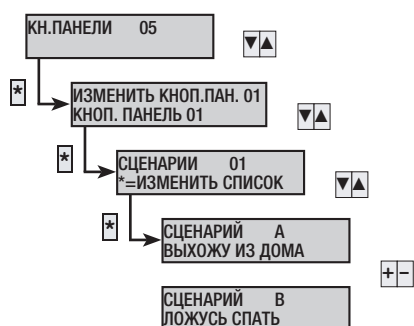 КН.ПАНЕЛИ 05
▼▲
*
ИЗМЕНИТЬ КНОП.ПАН. 01
КНОП. ПАНЕЛЬ 01
▼▲
*
СЦЕНАРИИ 01
*=ИЗМЕНИТЬ СПИСОК
▼▲
*
СЦЕНАРИЙ A
ВЫХОЖУ ИЗ ДОМА
+-
СЦЕНАРИЙ B
ЛОЖУСЬ СПАТЬ